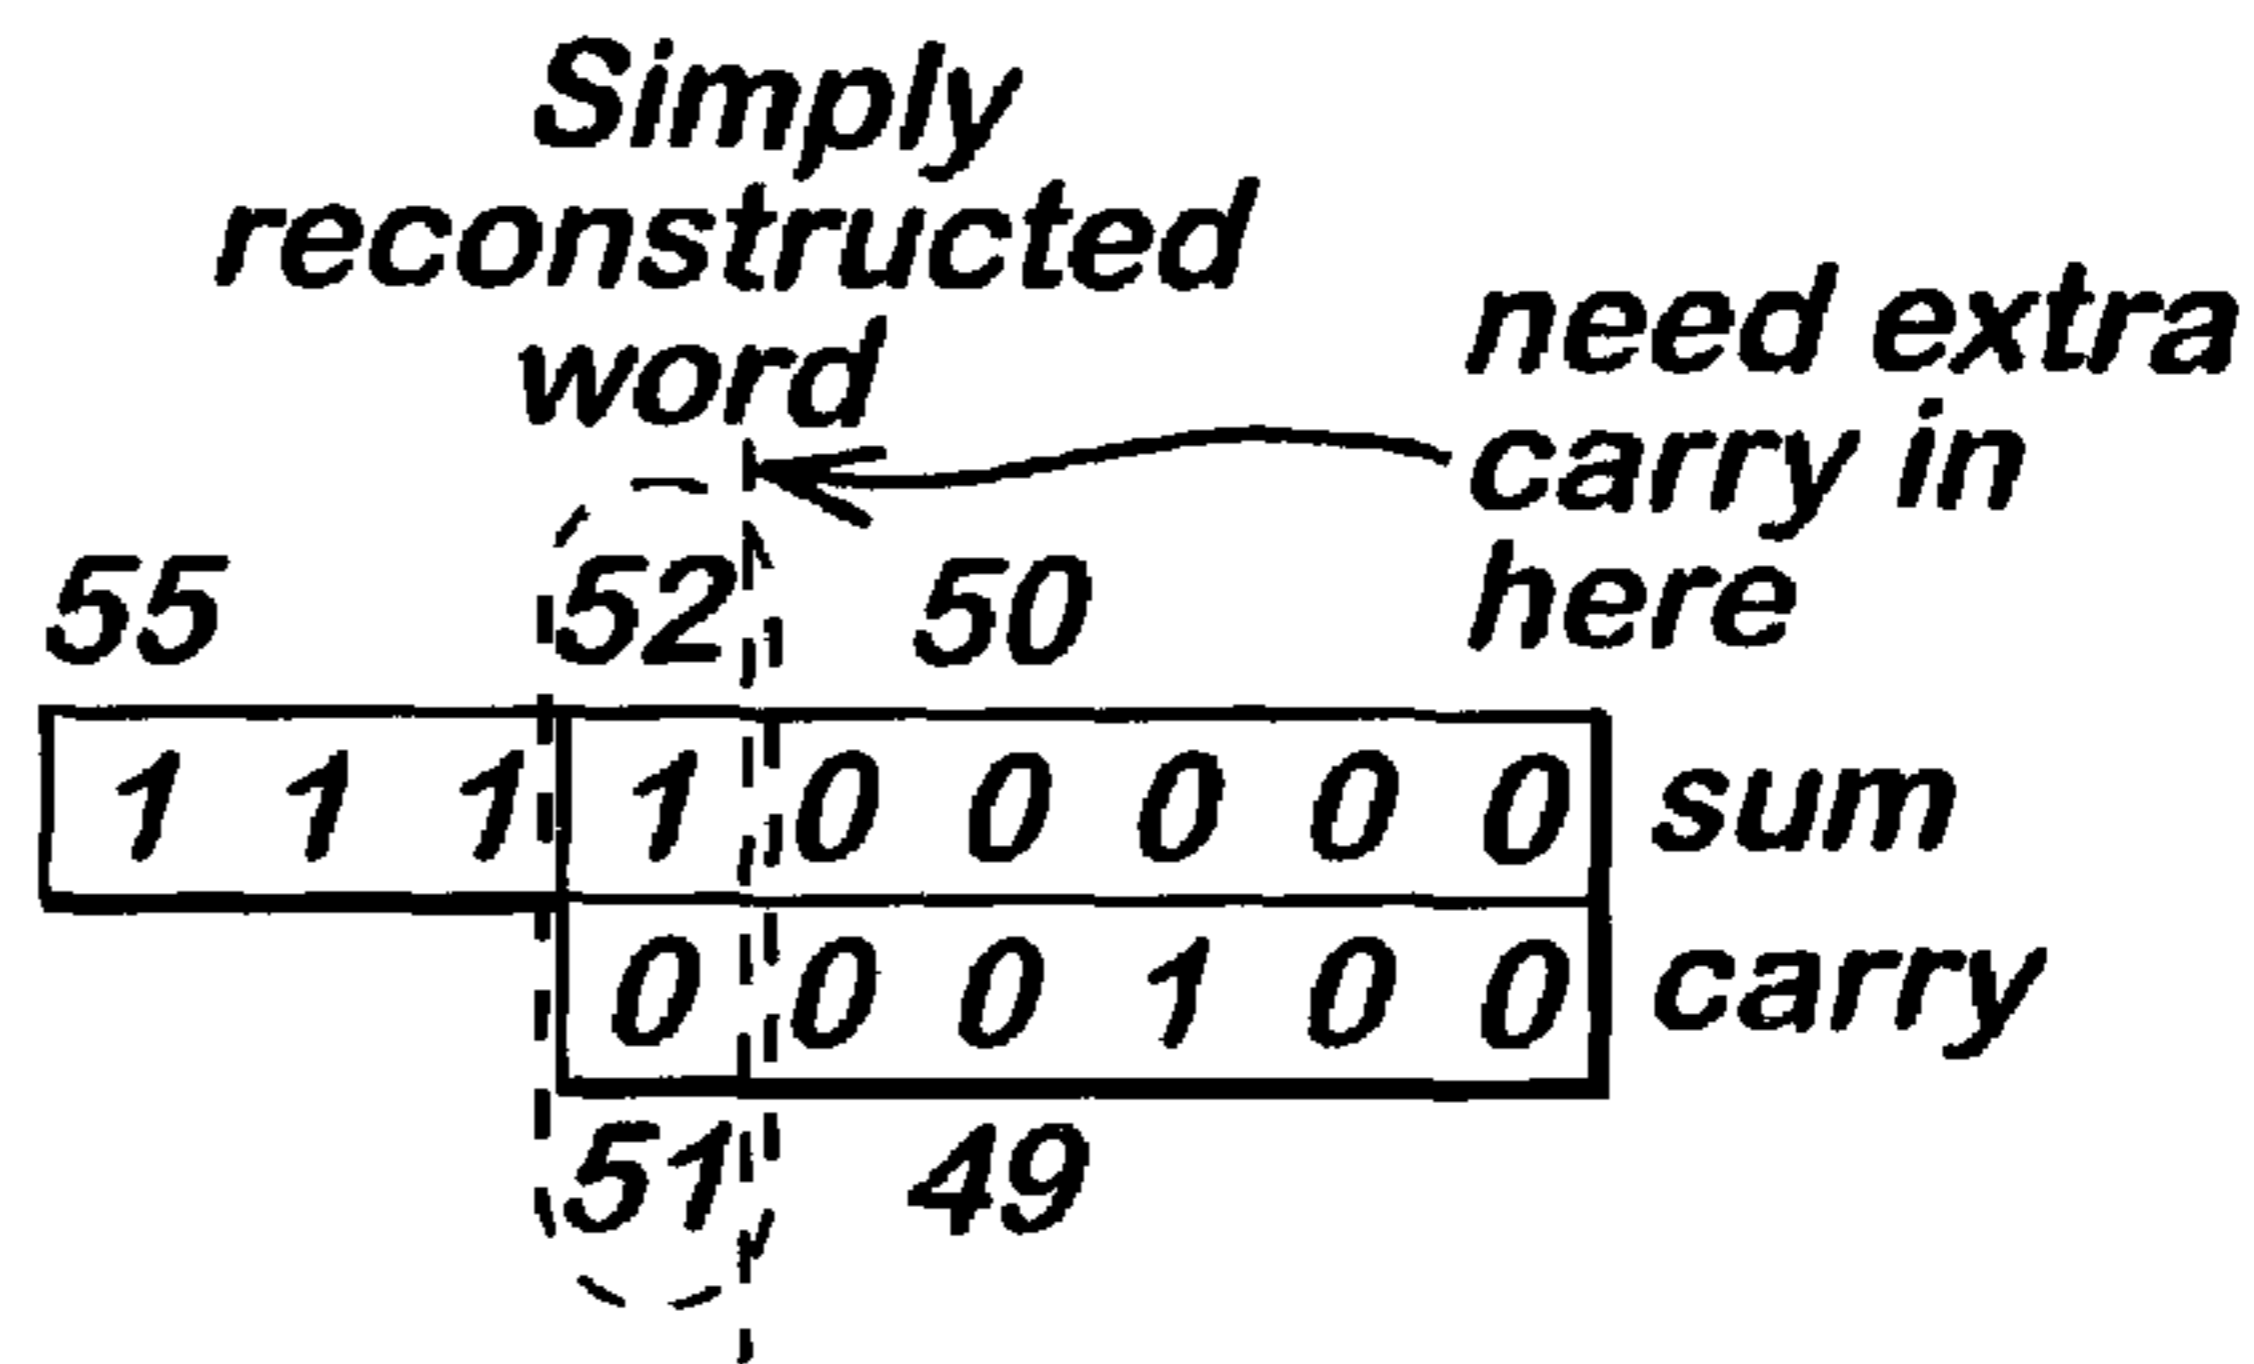 Simply
reconstructed
word
need extra
carry in
here
55 52 50
1 1 1 1 0 0 0 0 0 sum
0 0 0 1 0 0 carry
51 49